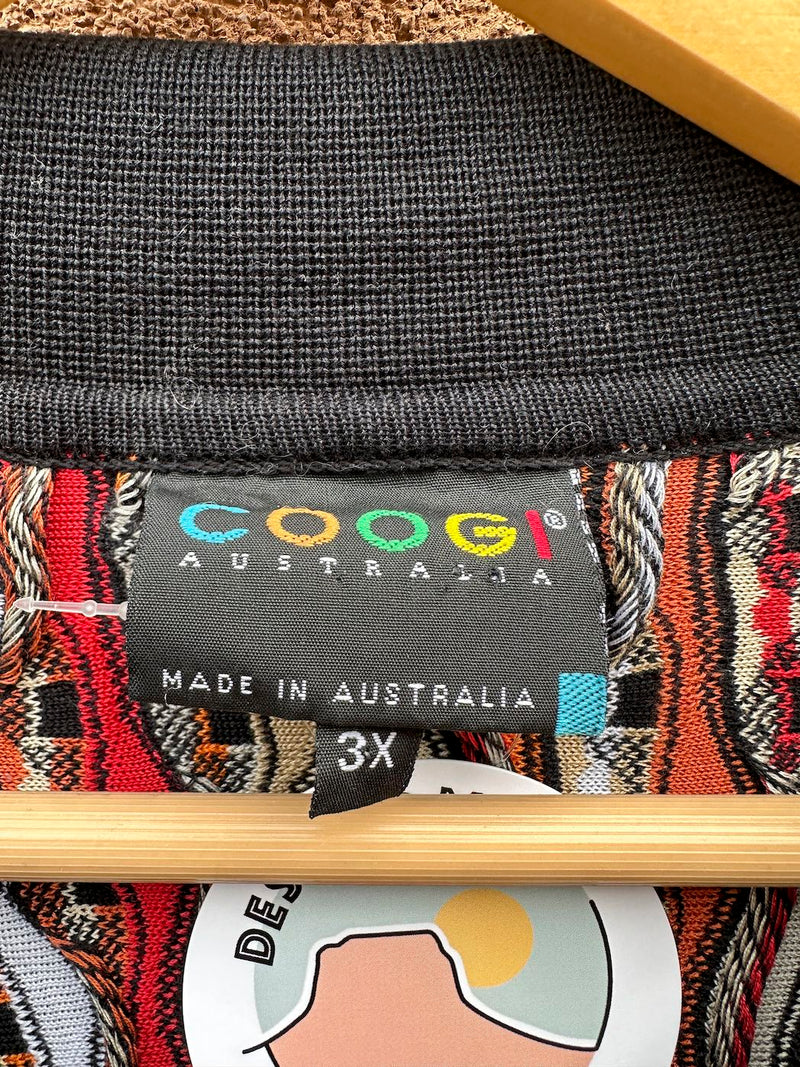 COOGI®
AUSTRALIA
MADE IN AUSTRALIA
3X
DES